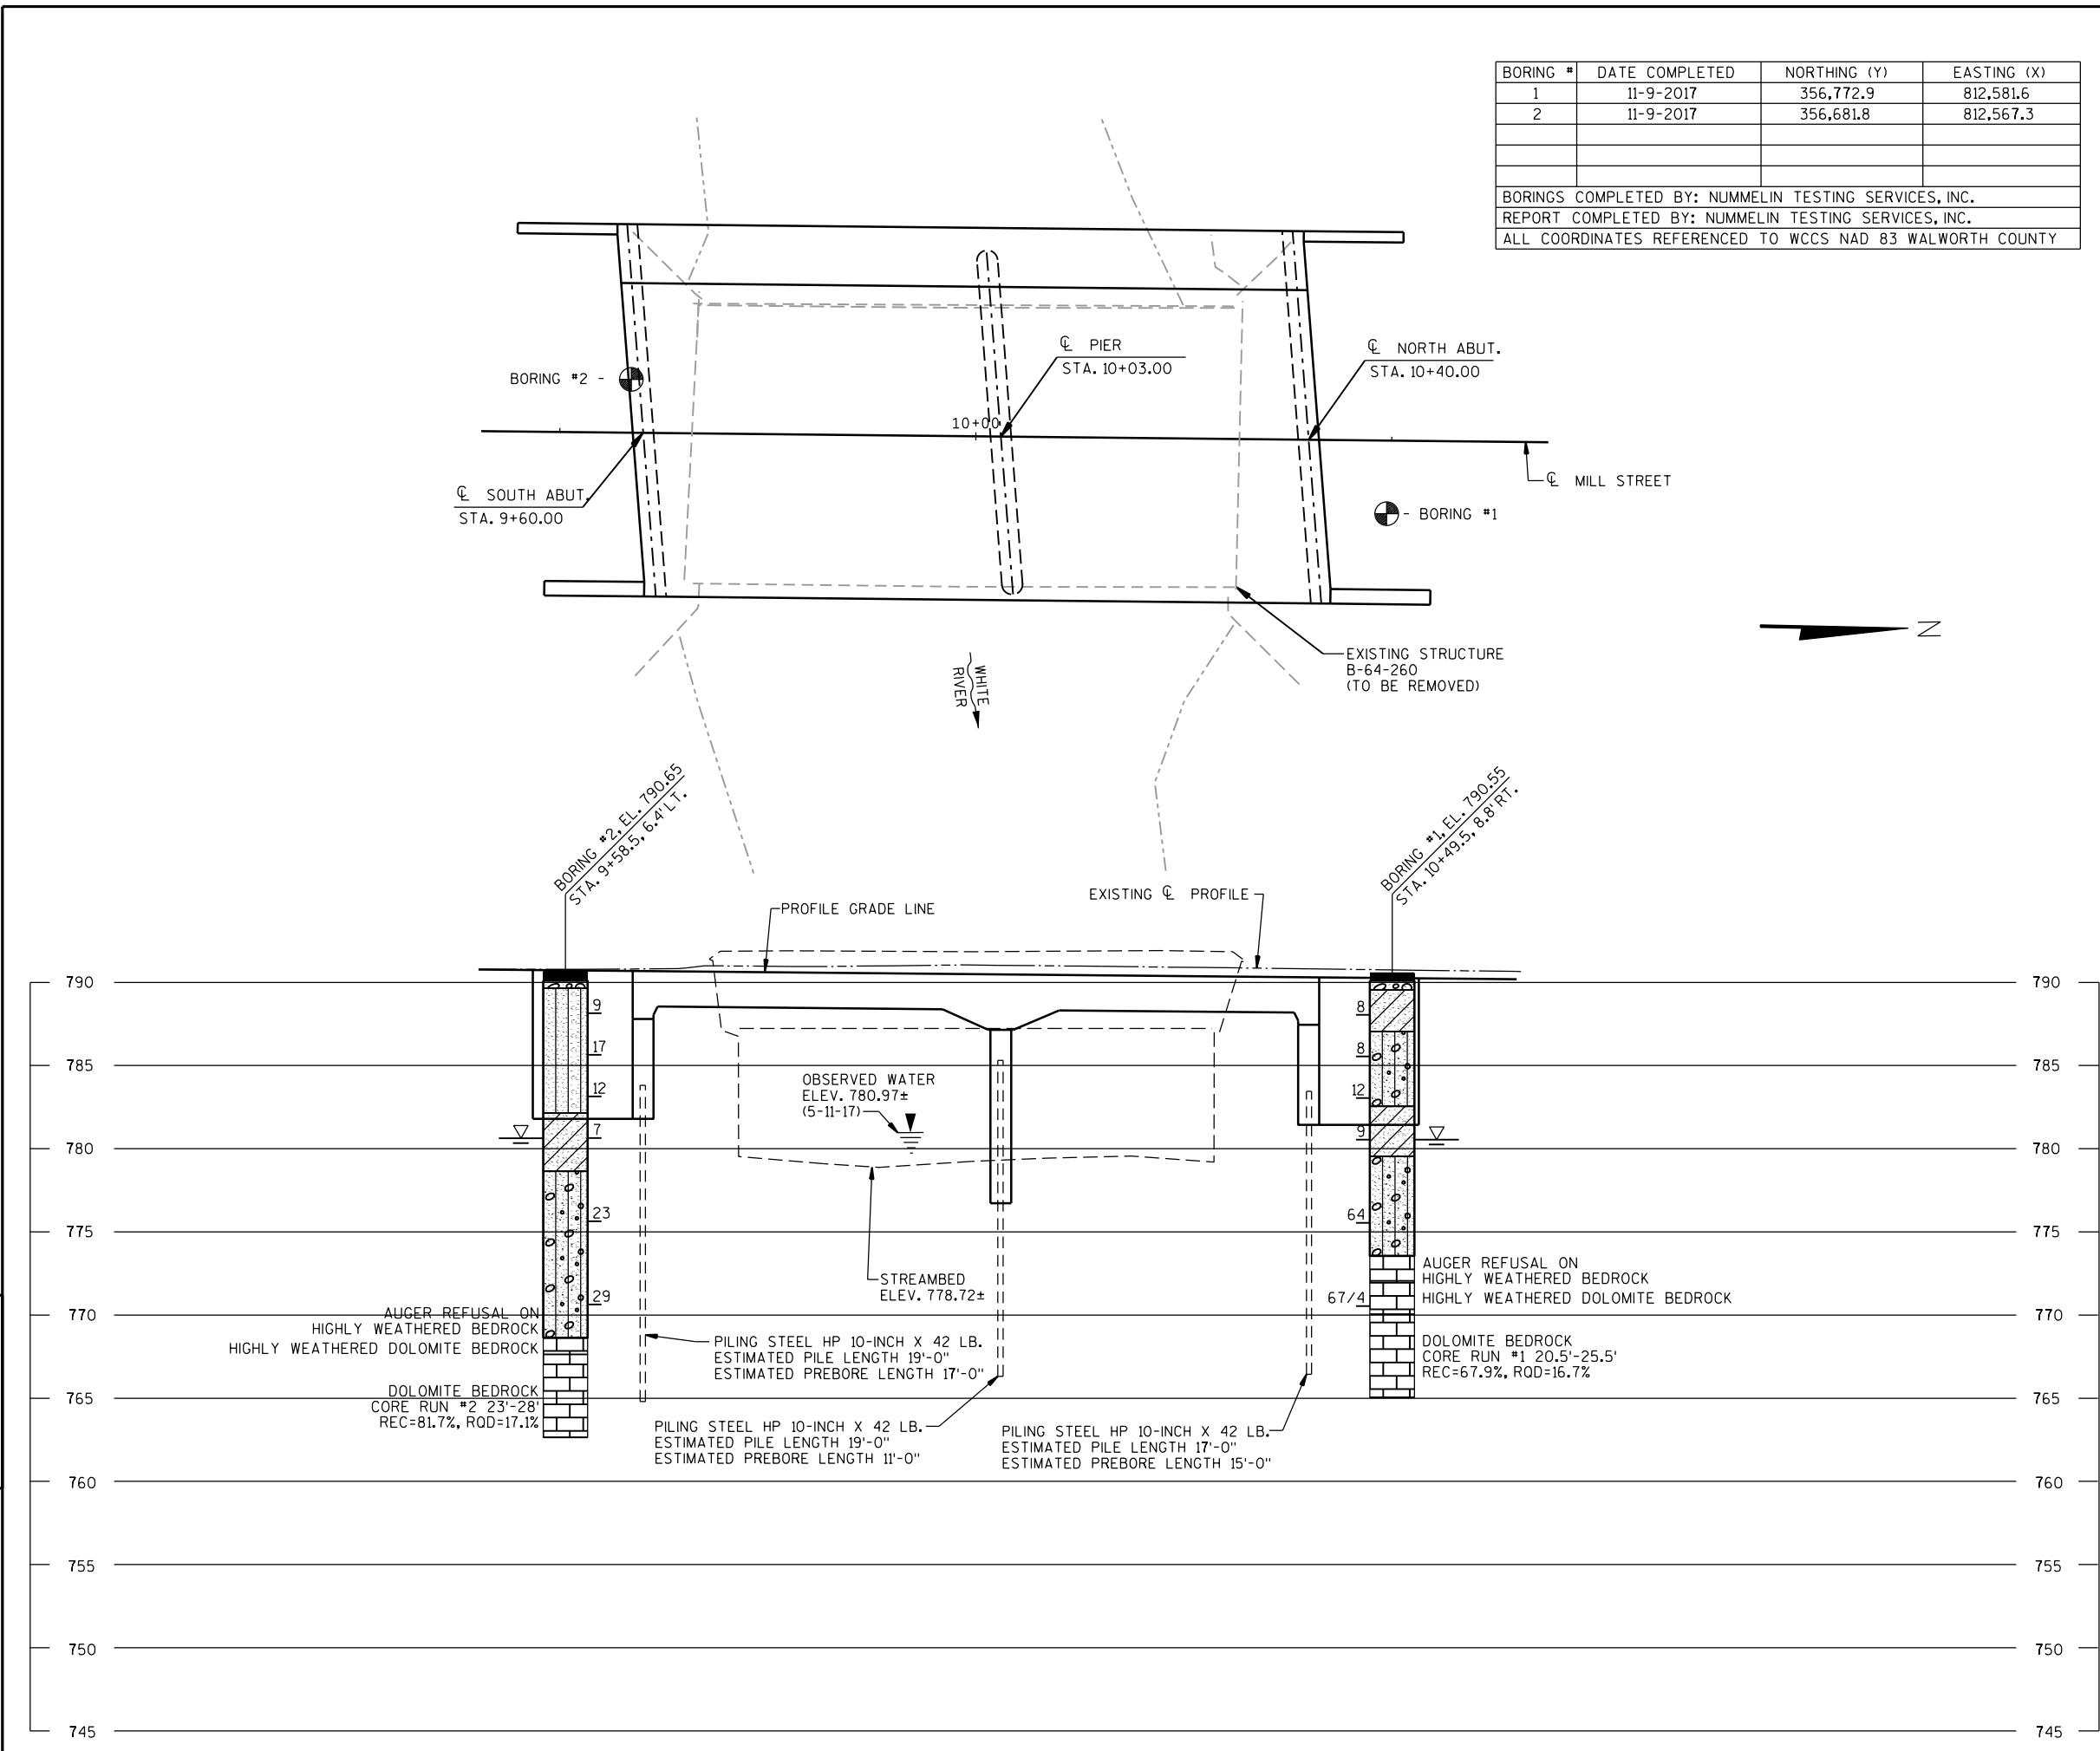 BORING # DATE COMPLETED NORTHING (Y) EASTING (X)
1 11-9-2017 356,772.9 812,581.6
2 11-9-2017 356,681.8 812,567.3
BORINGS COMPLETED BY: NUMMELIN TESTING SERVICES, INC.
REPORT COMPLETED BY: NUMMELIN TESTING SERVICES, INC.
ALL COORDINATES REFERENCED TO WCCS NAD 83 WALWORTH COUNTY
℄ PIER
STA. 10+03.00
℄ NORTH ABUT.
STA. 10+40.00
BORING #2 -
10+00
℄ SOUTH ABUT.
STA. 9+60.00
℄ MILL STREET
- BORING #1
N
EXISTING STRUCTURE
B-64-260
(TO BE REMOVED)
WHITE
RIVER
BORING #2, EL. 790.65
STA. 9+58.5, 6.4' LT.
BORING #1, EL. 790.55
STA. 10+49.5, 8.8' RT.
PROFILE GRADE LINE
EXISTING ℄ PROFILE
790 790
9 8
17 8
785 785
12 12
OBSERVED WATER
ELEV. 780.97±
(5-11-17)
7 9
780 780
23 64
775 775
STREAMBED
ELEV. 778.72±
AUGER REFUSAL ON
HIGHLY WEATHERED BEDROCK
29 67/4
HIGHLY WEATHERED DOLOMITE BEDROCK
770 770
AUGER REFUSAL ON
HIGHLY WEATHERED BEDROCK
HIGHLY WEATHERED DOLOMITE BEDROCK
PILING STEEL HP 10-INCH X 42 LB.
ESTIMATED PILE LENGTH 19'-0"
ESTIMATED PREBORE LENGTH 17'-0"
DOLOMITE BEDROCK
CORE RUN #1 20.5'-25.5'
REC=67.9%, RQD=16.7%
765 765
DOLOMITE BEDROCK
CORE RUN #2 23'-28'
REC=81.7%, RQD=17.1%
PILING STEEL HP 10-INCH X 42 LB.
ESTIMATED PILE LENGTH 19'-0"
ESTIMATED PREBORE LENGTH 11'-0"
PILING STEEL HP 10-INCH X 42 LB.
ESTIMATED PILE LENGTH 17'-0"
ESTIMATED PREBORE LENGTH 15'-0"
760 760
755 755
750 750
745 745